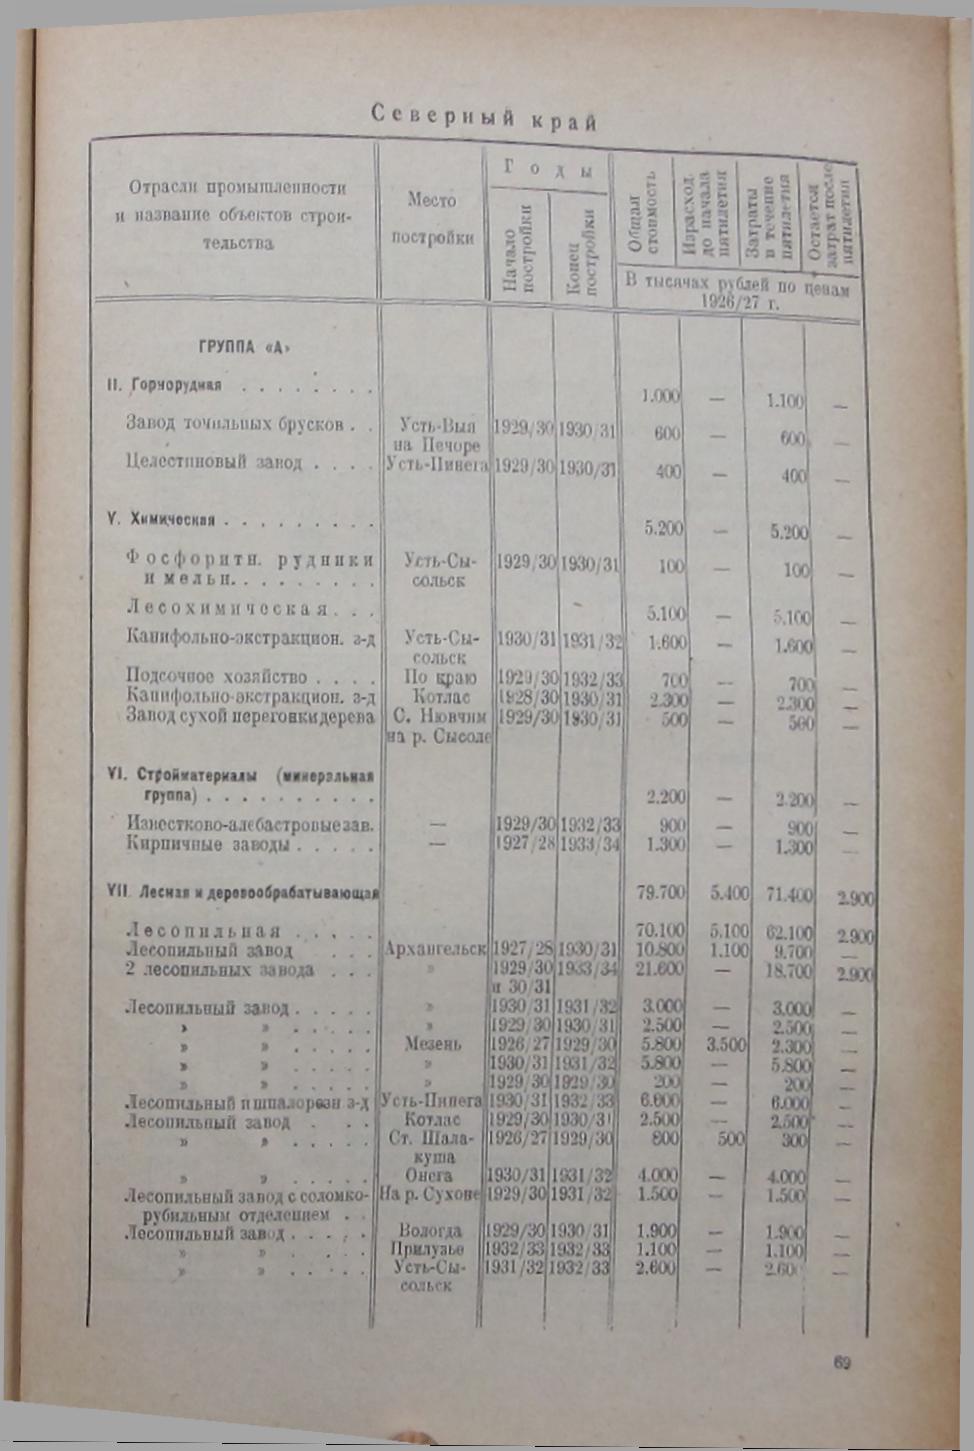 Северный край
Отрасли промышленности и название объектов строительства | Место постройки | Годы | Общая стоимость | Израсход. до начала пятилетия | Затраты в течение пятилетия | Остается затрат после пятилетия
Начало постройки | Конец постройки | В тысячах рублей по ценам 1926/27 г.
ГРУППА «А»
II. Горнорудная . . . . . . . . 1.000 — 1.100 —
Завод точильных брусков . . Усть-Выя 1929/30 1930/31 600 — 600 —
на Печоре
Целестиновый завод . . . . Усть-Пинега 1929/30 1930/31 400 — 400 —
V. Химическая . . . . . . . . . 5.200 — 5.200 —
Фосфоритн. рудники Усть-Сы- 1929/30 1930/31 100 — 100 —
и мельн. . . . . . . . . сольск
Лесохимическая . . . 5.100 — 5.100 —
Канифольно-экстракцион. з-д Усть-Сы- 1930/31 1931/32 1.600 — 1.600 —
сольск
Подсочное хозяйство . . . . По краю 1929/30 1932/33 700 — 700 —
Канифольно-экстракцион. з-д Котлас 1928/30 1930/31 2.300 — 2.300 —
Завод сухой перегонки дерева С. Нювчим 1929/30 1930/31 500 — 500 —
на р. Сысоле
VI. Стройматериалы (минеральная
группа) . . . . . . . . . . 2.200 — 2.200 —
Известково-алебастровые зав. — 1929/30 1932/33 900 — 900 —
Кирпичные заводы . . . . . — 1927/28 1933/34 1.300 — 1.300 —
VII. Лесная и деревообрабатывающая 79.700 5.400 71.400 2.900
Лесопильная . . . . . 70.100 5.100 62.100 2.900
Лесопильный завод . . . Архангельск 1927/28 1930/31 10.800 1.100 9.700 —
2 лесопильных завода . . . » 1929/30 1933/34 21.600 — 18.700 2.900
и 30/31
Лесопильный завод . . . . . » 1930/31 1931/32 3.000 — 3.000 —
» » . . . . . » 1929/30 1930/31 2.500 — 2.500 —
» » . . . . . Мезень 1926/27 1929/30 5.800 3.500 2.300 —
» » . . . . . » 1930/31 1931/32 5.800 — 5.800 —
» » . . . . . » 1929/30 1929/30 200 — 200 —
Лесопильный и шпалорезн з-д Усть-Пинега 1930/31 1932/33 6.000 — 6.000 —
Лесопильный завод . . . Котлас 1929/30 1930/31 2.500 — 2.500 —
» » . . . . . Ст. Шала- 1926/27 1929/30 800 500 300 —
куша
» » . . . . . Онега 1930/31 1931/32 4.000 — 4.000 —
Лесопильный завод с соломко- На р. Сухоне 1929/30 1931/32 1.500 — 1.500 —
рубильным отделением . .
Лесопильный завод . . . . . Вологда 1929/30 1930/31 1.900 — 1.900 —
» » . . . . Прилузье 1932/33 1932/33 1.100 — 1.100 —
» » . . . . . Усть-Сы- 1931/32 1932/33 2.600 — 2.600 —
сольск
69